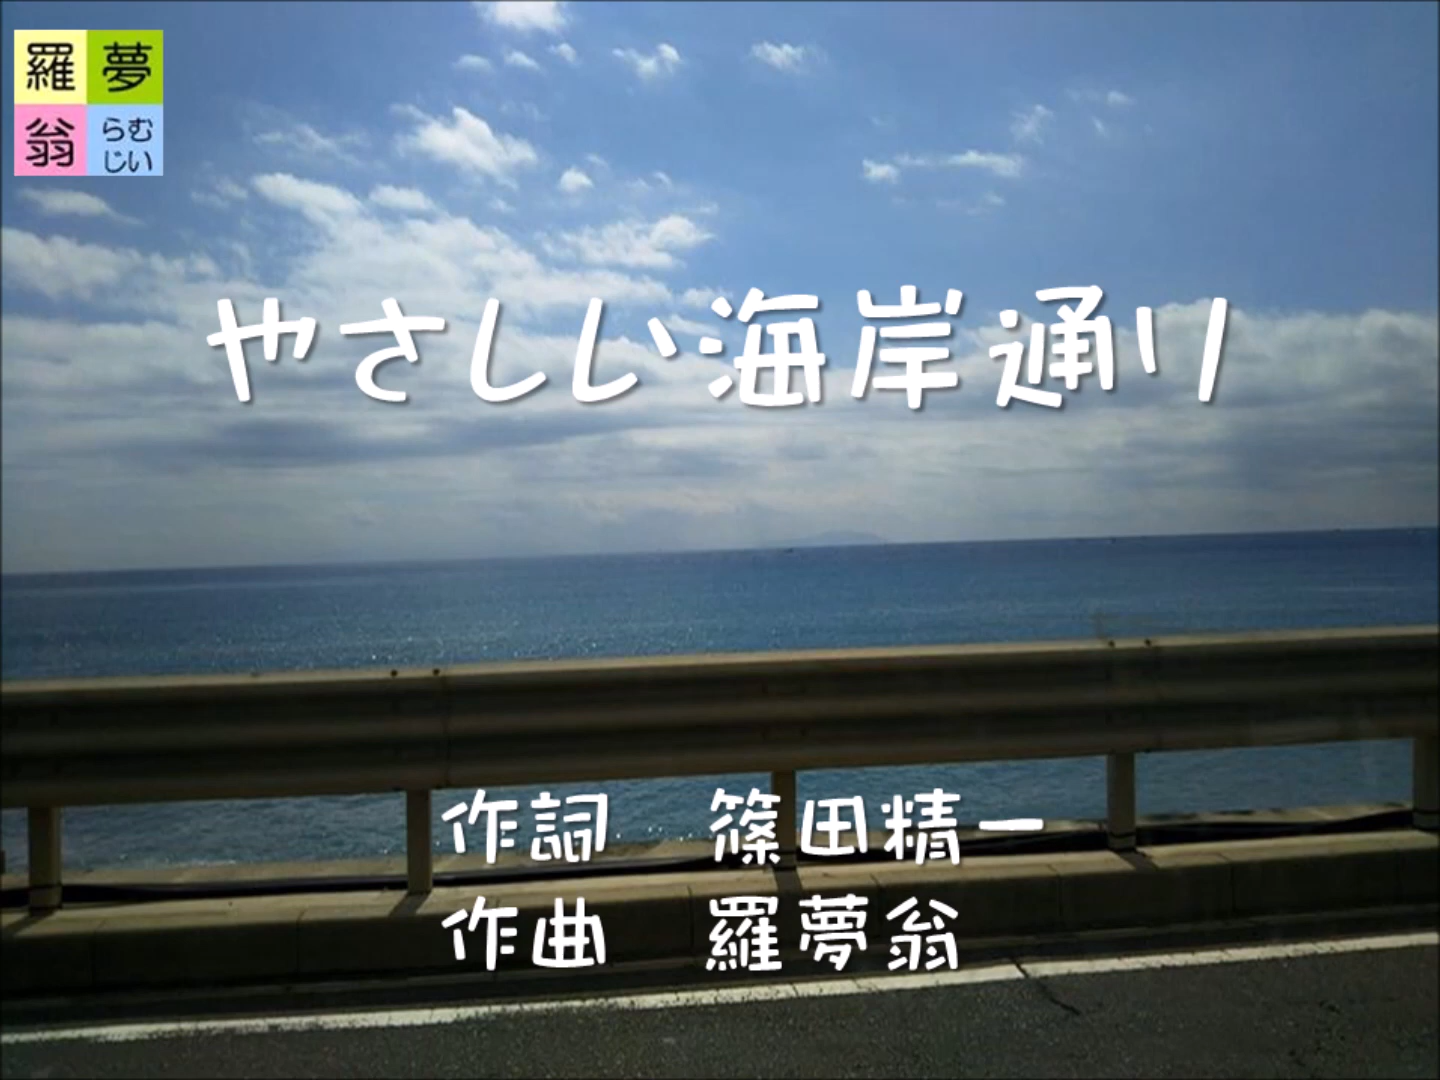 羅夢
翁らむじい
やさしい海岸通り
作詞　篠田精一
作曲　羅夢翁